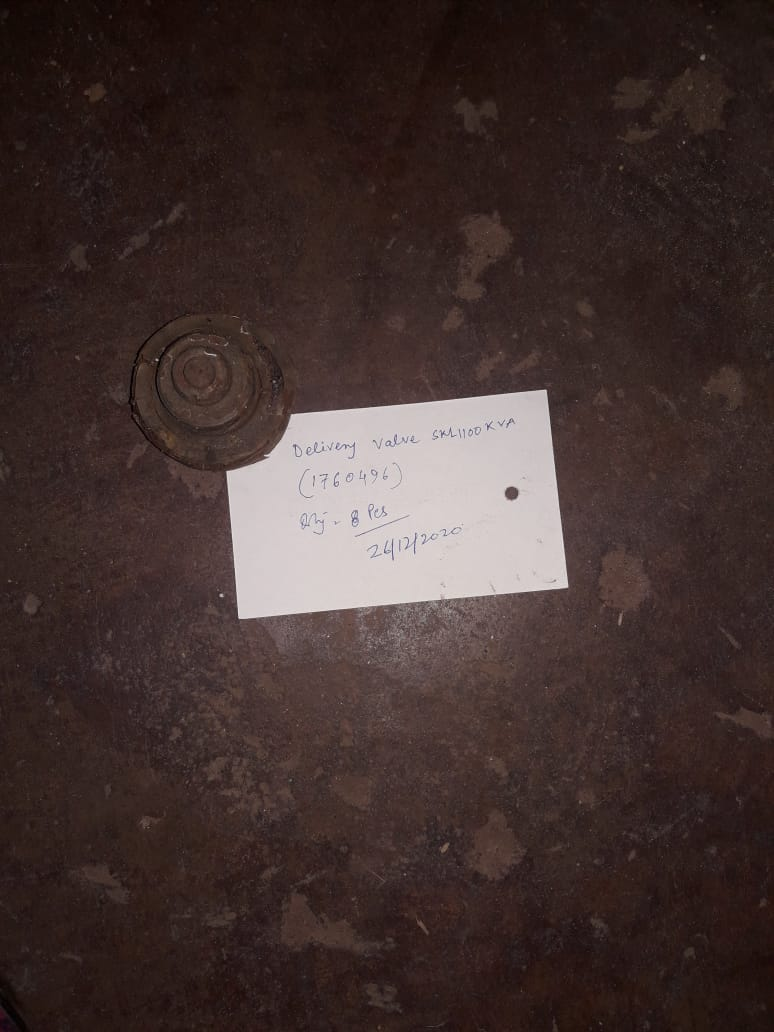 Delivery valve SKL1100KVA
(1760496)
Qty - 8 Pcs
26/12/2020